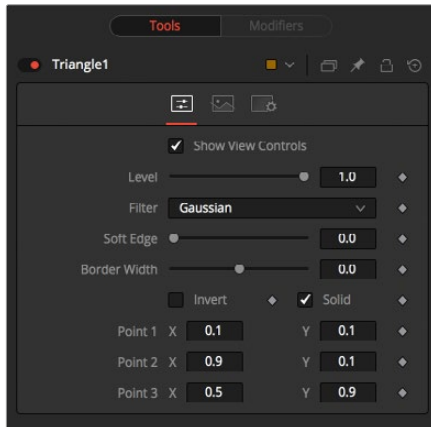 Tools Modifiers
Triangle1
Show View Controls
Level 1.0
Filter Gaussian
Soft Edge 0.0
Border Width 0.0
Invert Solid
Point 1 X 0.1 Y 0.1
Point 2 X 0.9 Y 0.1
Point 3 X 0.5 Y 0.9